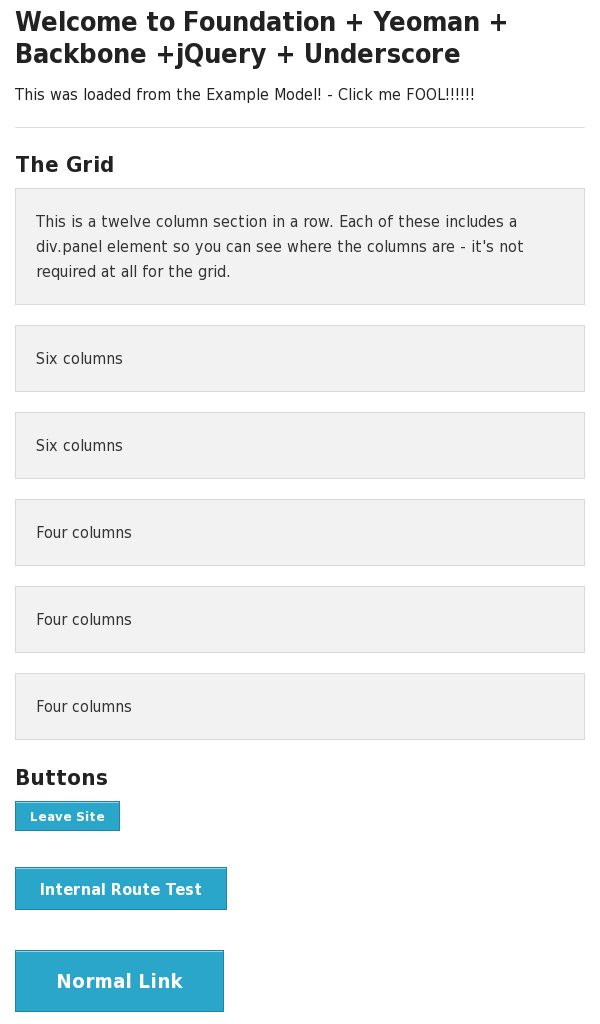 Welcome to Foundation + Yeoman +
Backbone +jQuery + Underscore
This was loaded from the Example Model! - Click me FOOL!!!!!!
The Grid
This is a twelve column section in a row. Each of these includes a
div.panel element so you can see where the columns are - it's not
required at all for the grid.
Six columns
Six columns
Four columns
Four columns
Four columns
Buttons
Leave Site
Internal Route Test
Normal Link